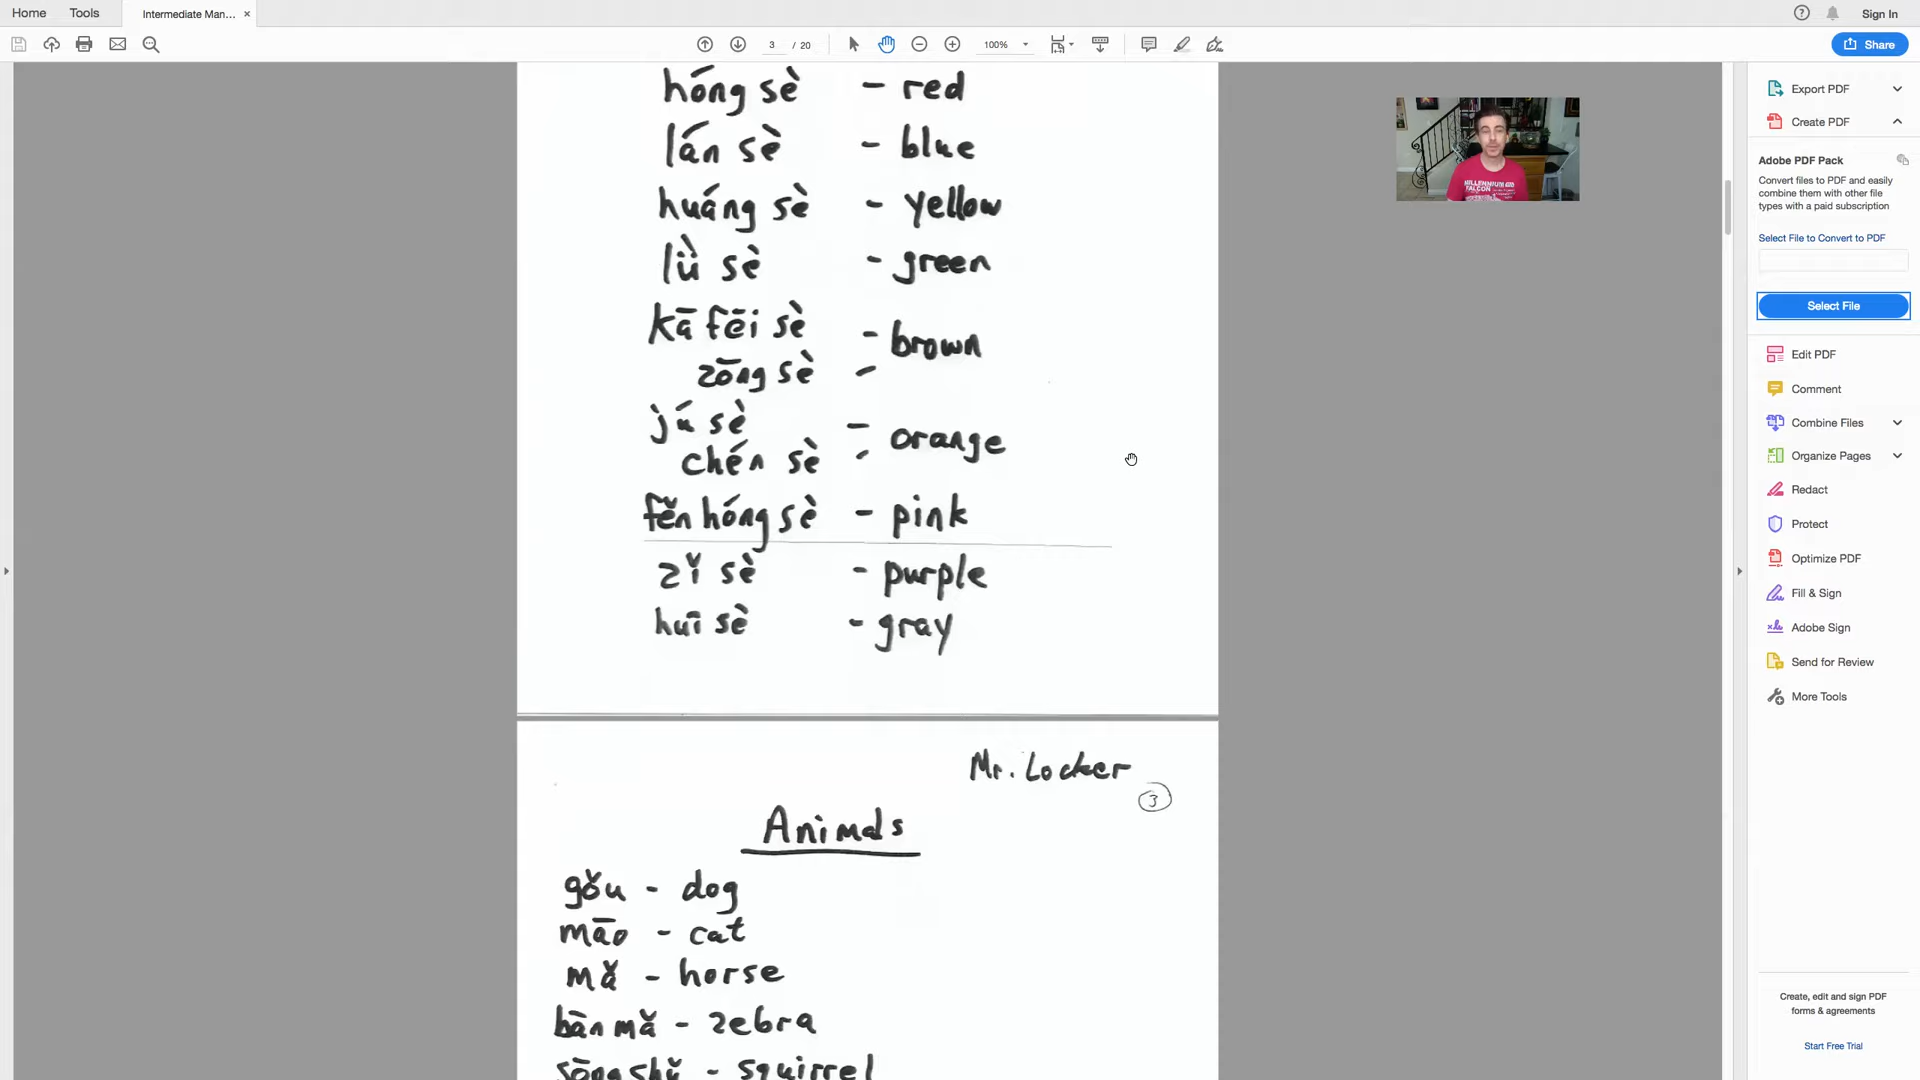 Home Tools Intermediate Man... × Sign In
3 / 20 100% Share
hóng sè - red
lán sè - blue
huáng sè - yellow
lǜ sè - green
kā fēi sè - brown
zōng sè -
jú sè - orange
chén sè -
fěn hóng sè - pink
zǐ sè - purple
huī sè - gray
Mr. Locker
3
Animals
gǒu - dog
māo - cat
mǎ - horse
bān mǎ - zebra
sōng shǔ - squirrel
MILLENNIUM
FALCON
Export PDF
Create PDF
Adobe PDF Pack
Convert files to PDF and easily
combine them with other file
types with a paid subscription
Select File to Convert to PDF
Select File
Edit PDF
Comment
Combine Files
Organize Pages
Redact
Protect
Optimize PDF
Fill & Sign
Adobe Sign
Send for Review
More Tools
Create, edit and sign PDF
forms & agreements
Start Free Trial